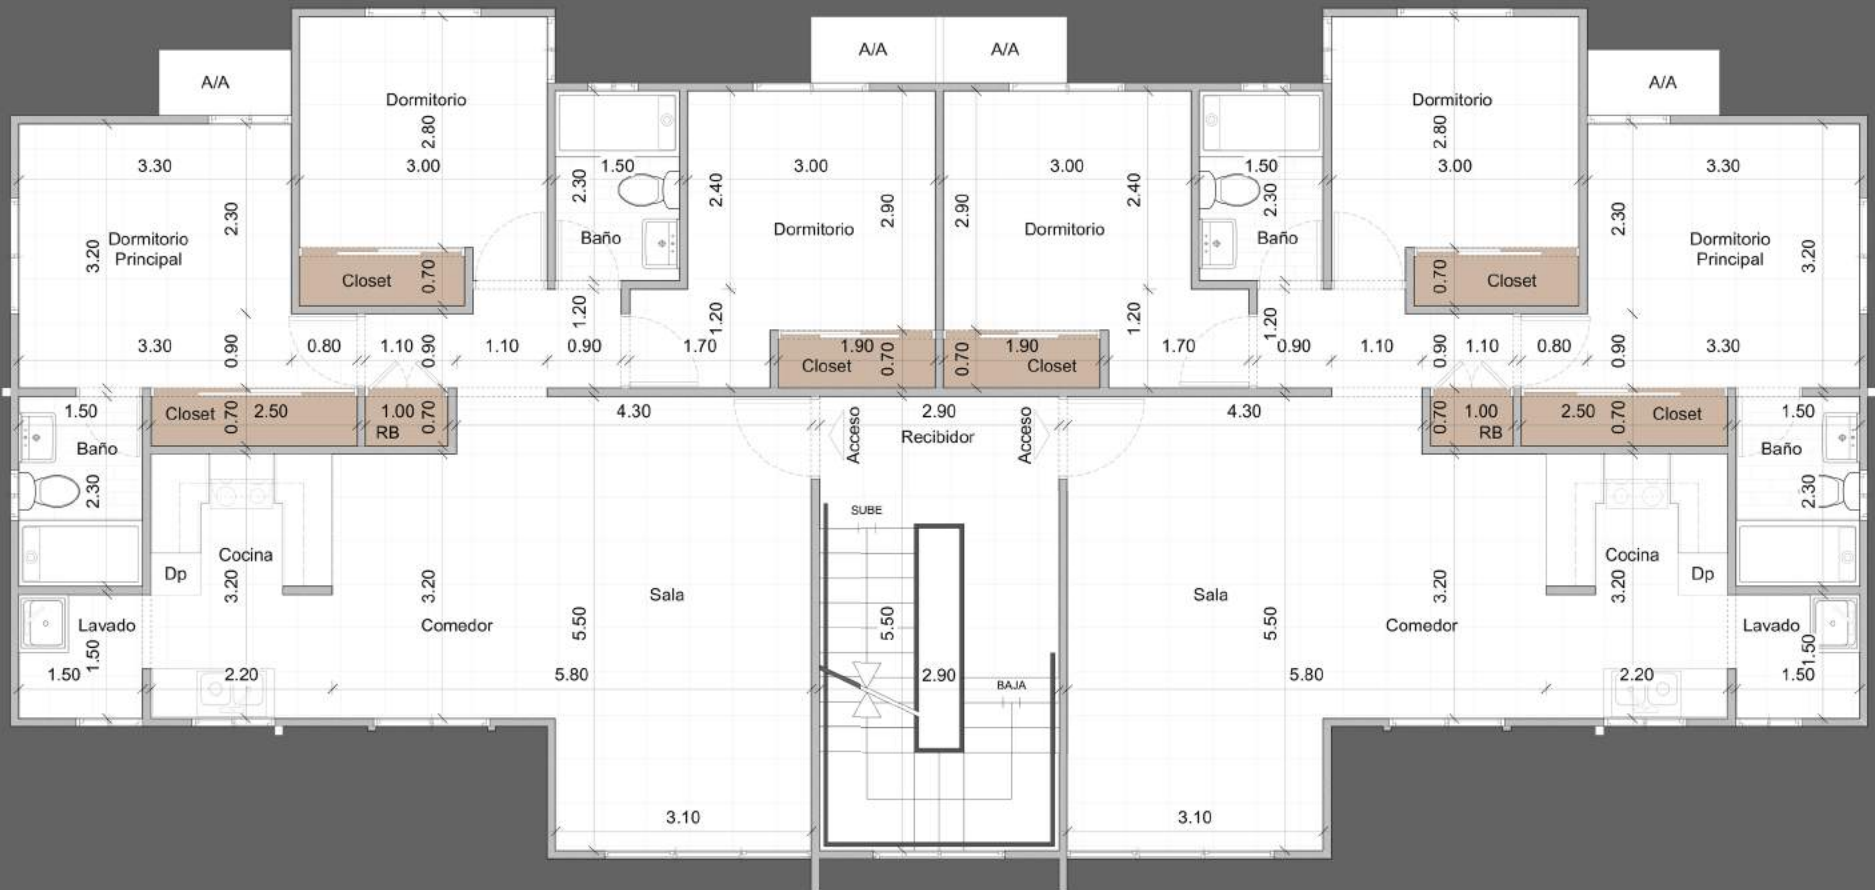 A/A
A/A
A/A
A/A
Dormitorio
2.80
3.00
Dormitorio
2.80
3.00
3.30
2.30
3.20
Dormitorio
Principal
1.50
2.30
Baño
2.40
3.00
2.90
Dormitorio
2.90
3.00
2.40
Dormitorio
1.50
2.30
Baño
2.30
3.30
Dormitorio
Principal
3.20
Closet
0.70
0.70
Closet
3.30
0.90
0.80
1.10
0.90
1.10
0.90
1.20
1.70
1.20
1.90
0.70
Closet
0.70
1.90
Closet
1.20
1.70
1.20
0.90
1.10
0.90
1.10
0.80
0.90
3.30
1.50
Baño
2.30
Closet
0.70
2.50
1.00
RB
0.70
4.30
Acceso
2.90
Recibidor
Acceso
4.30
0.70
1.00
RB
2.50
0.70
Closet
1.50
Baño
2.30
SUBE
Dp
Cocina
3.20
3.20
Comedor
Sala
5.50
5.50
2.90
BAJA
Sala
5.50
Comedor
3.20
Cocina
3.20
Dp
Lavado
1.50
1.50
2.20
5.80
5.80
2.20
Lavado
1.50
1.50
3.10
3.10